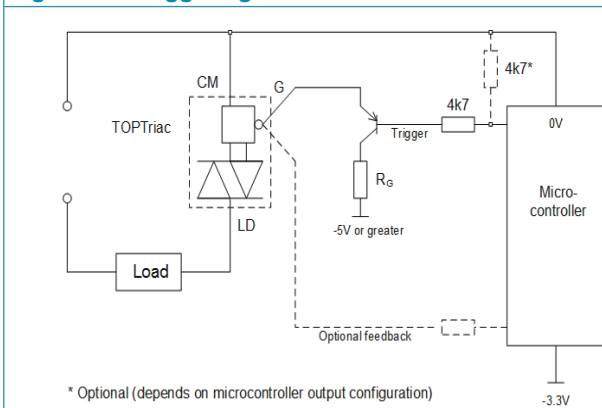 CM
G
4k7*
4k7
0V
TOPTriac
Trigger
RG
Micro-
controller
-5V or greater
LD
Load
Optional feedback
* Optional (depends on microcontroller output configuration)
-3.3V